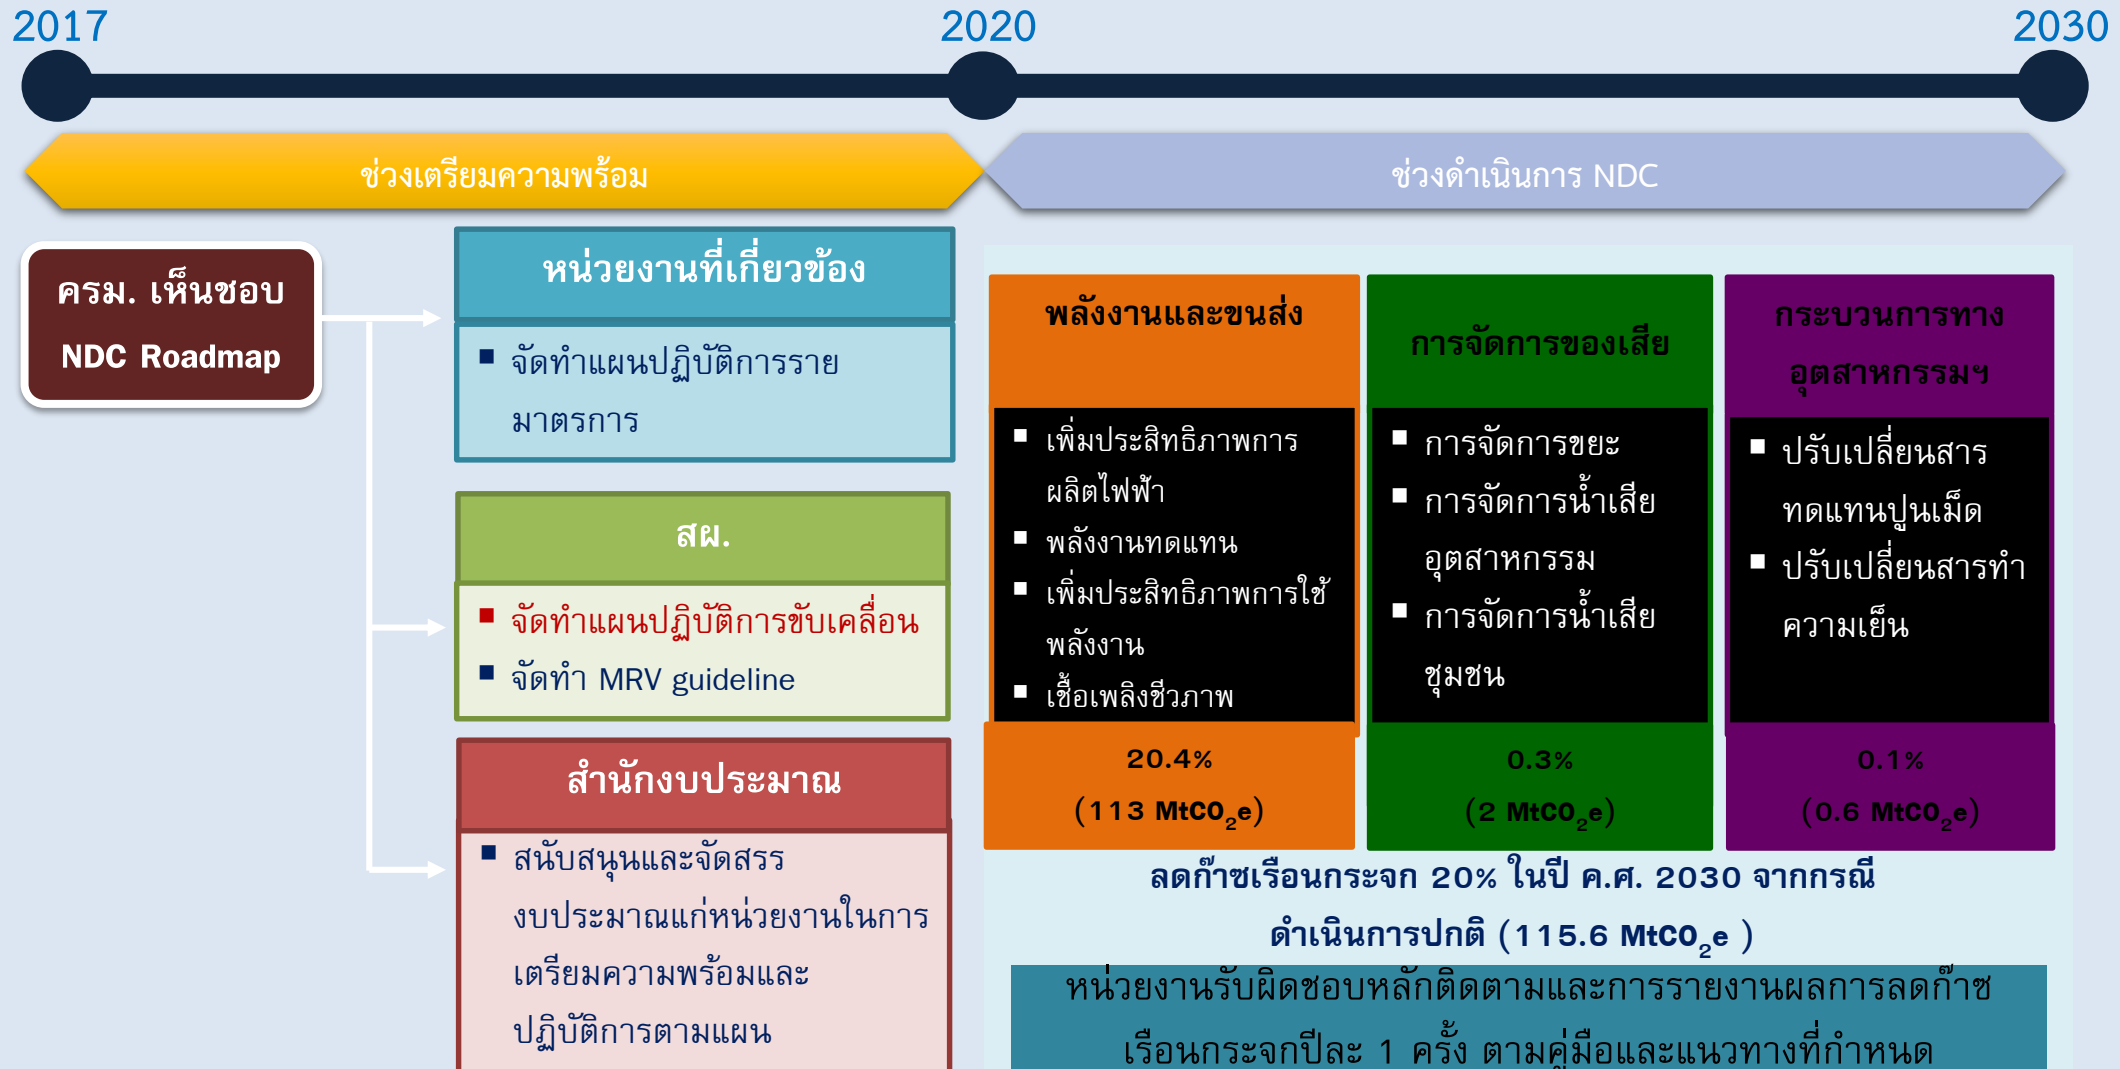 2017
2020
2030
ช่วงเตรียมความพร้อม
ช่วงดำเนินการ NDC
ครม. เห็นชอบ
NDC Roadmap
หน่วยงานที่เกี่ยวข้อง
จัดทำแผนปฏิบัติการราย
มาตรการ
สผ.
จัดทำแผนปฏิบัติการขับเคลื่อน
จัดทำ MRV guideline
สำนักงบประมาณ
สนับสนุนและจัดสรร
งบประมาณแก่หน่วยงานในการ
เตรียมความพร้อมและ
ปฏิบัติการตามแผน
พลังงานและขนส่ง
เพิ่มประสิทธิภาพการ
ผลิตไฟฟ้า
พลังงานทดแทน
เพิ่มประสิทธิภาพการใช้
พลังงาน
เชื้อเพลิงชีวภาพ
20.4%
(113 MtCO₂e)
การจัดการของเสีย
การจัดการขยะ
การจัดการน้ำเสีย
อุตสาหกรรม
การจัดการน้ำเสีย
ชุมชน
0.3%
(2 MtCO₂e)
กระบวนการทาง
อุตสาหกรรมฯ
ปรับเปลี่ยนสาร
ทดแทนปูนเม็ด
ปรับเปลี่ยนสารทำ
ความเย็น
0.1%
(0.6 MtCO₂e)
ลดก๊าซเรือนกระจก 20% ในปี ค.ศ. 2030 จากกรณี
ดำเนินการปกติ (115.6 MtCO₂e )
หน่วยงานรับผิดชอบหลักติดตามและการรายงานผลการลดก๊าซ
เรือนกระจกปีละ 1 ครั้ง ตามคู่มือและแนวทางที่กำหนด